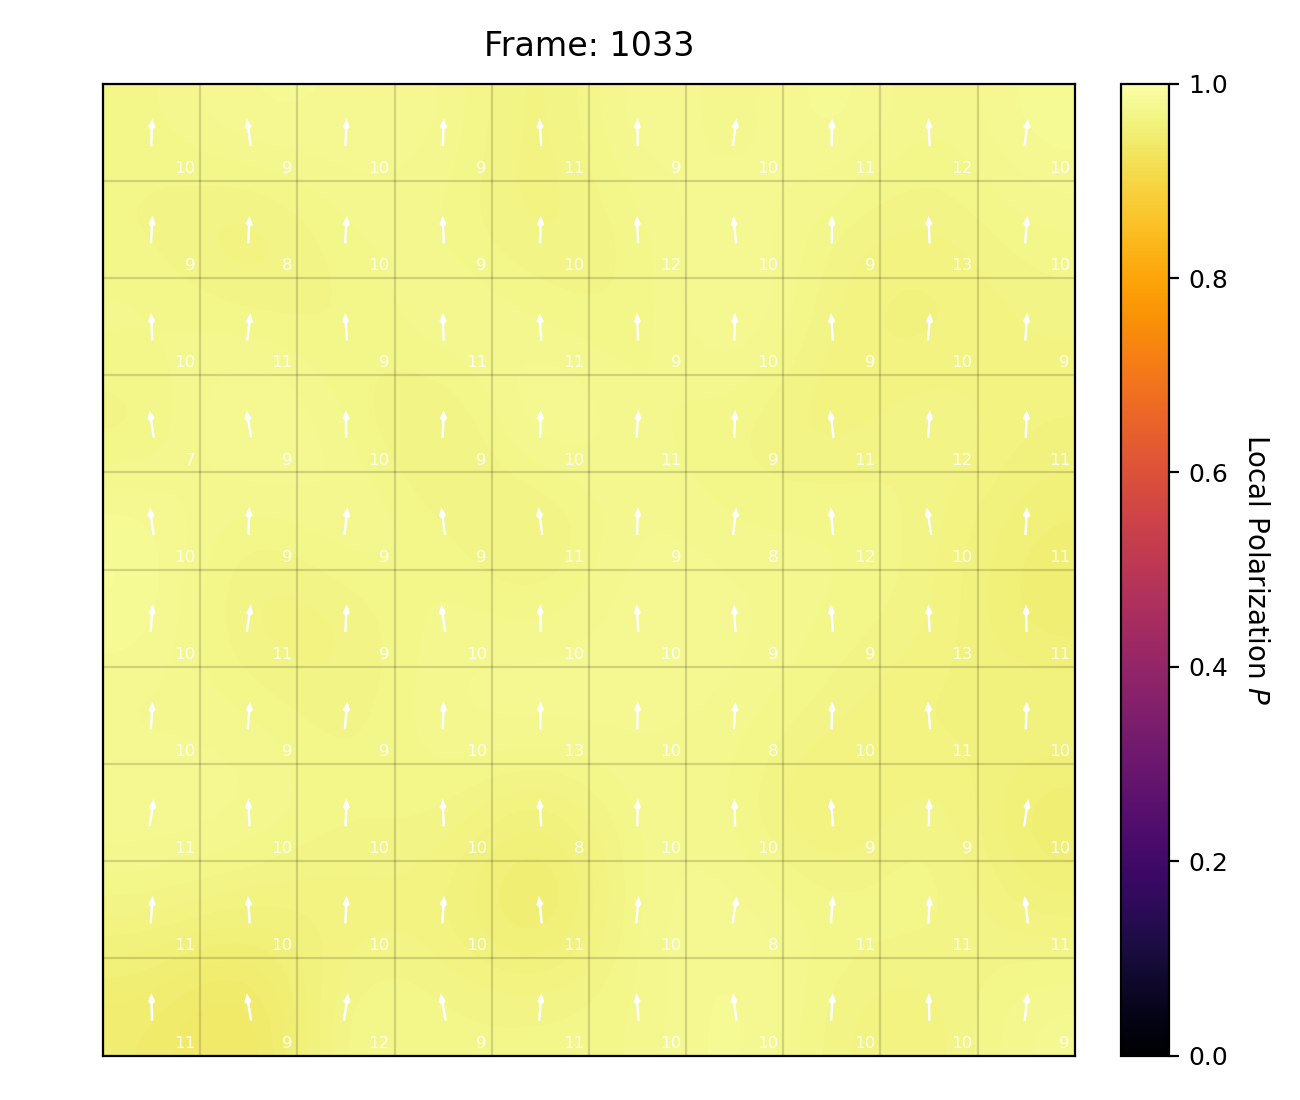 Frame: 1033
10 9 10 9 11 9 10 11 12 10
9 8 10 9 10 12 10 9 13 10
10 11 9 11 11 9 10 9 10 9
7 9 10 9 10 11 9 11 12 11
10 9 9 9 11 9 8 12 10 11
10 11 9 10 10 10 9 9 13 11
10 9 9 10 13 10 8 10 11 10
11 10 10 10 8 10 10 9 9 10
11 10 10 10 11 10 8 11 11 11
11 9 12 9 11 10 10 10 10 9
1.0
0.8
0.6
0.4
0.2
0.0
Local Polarization P